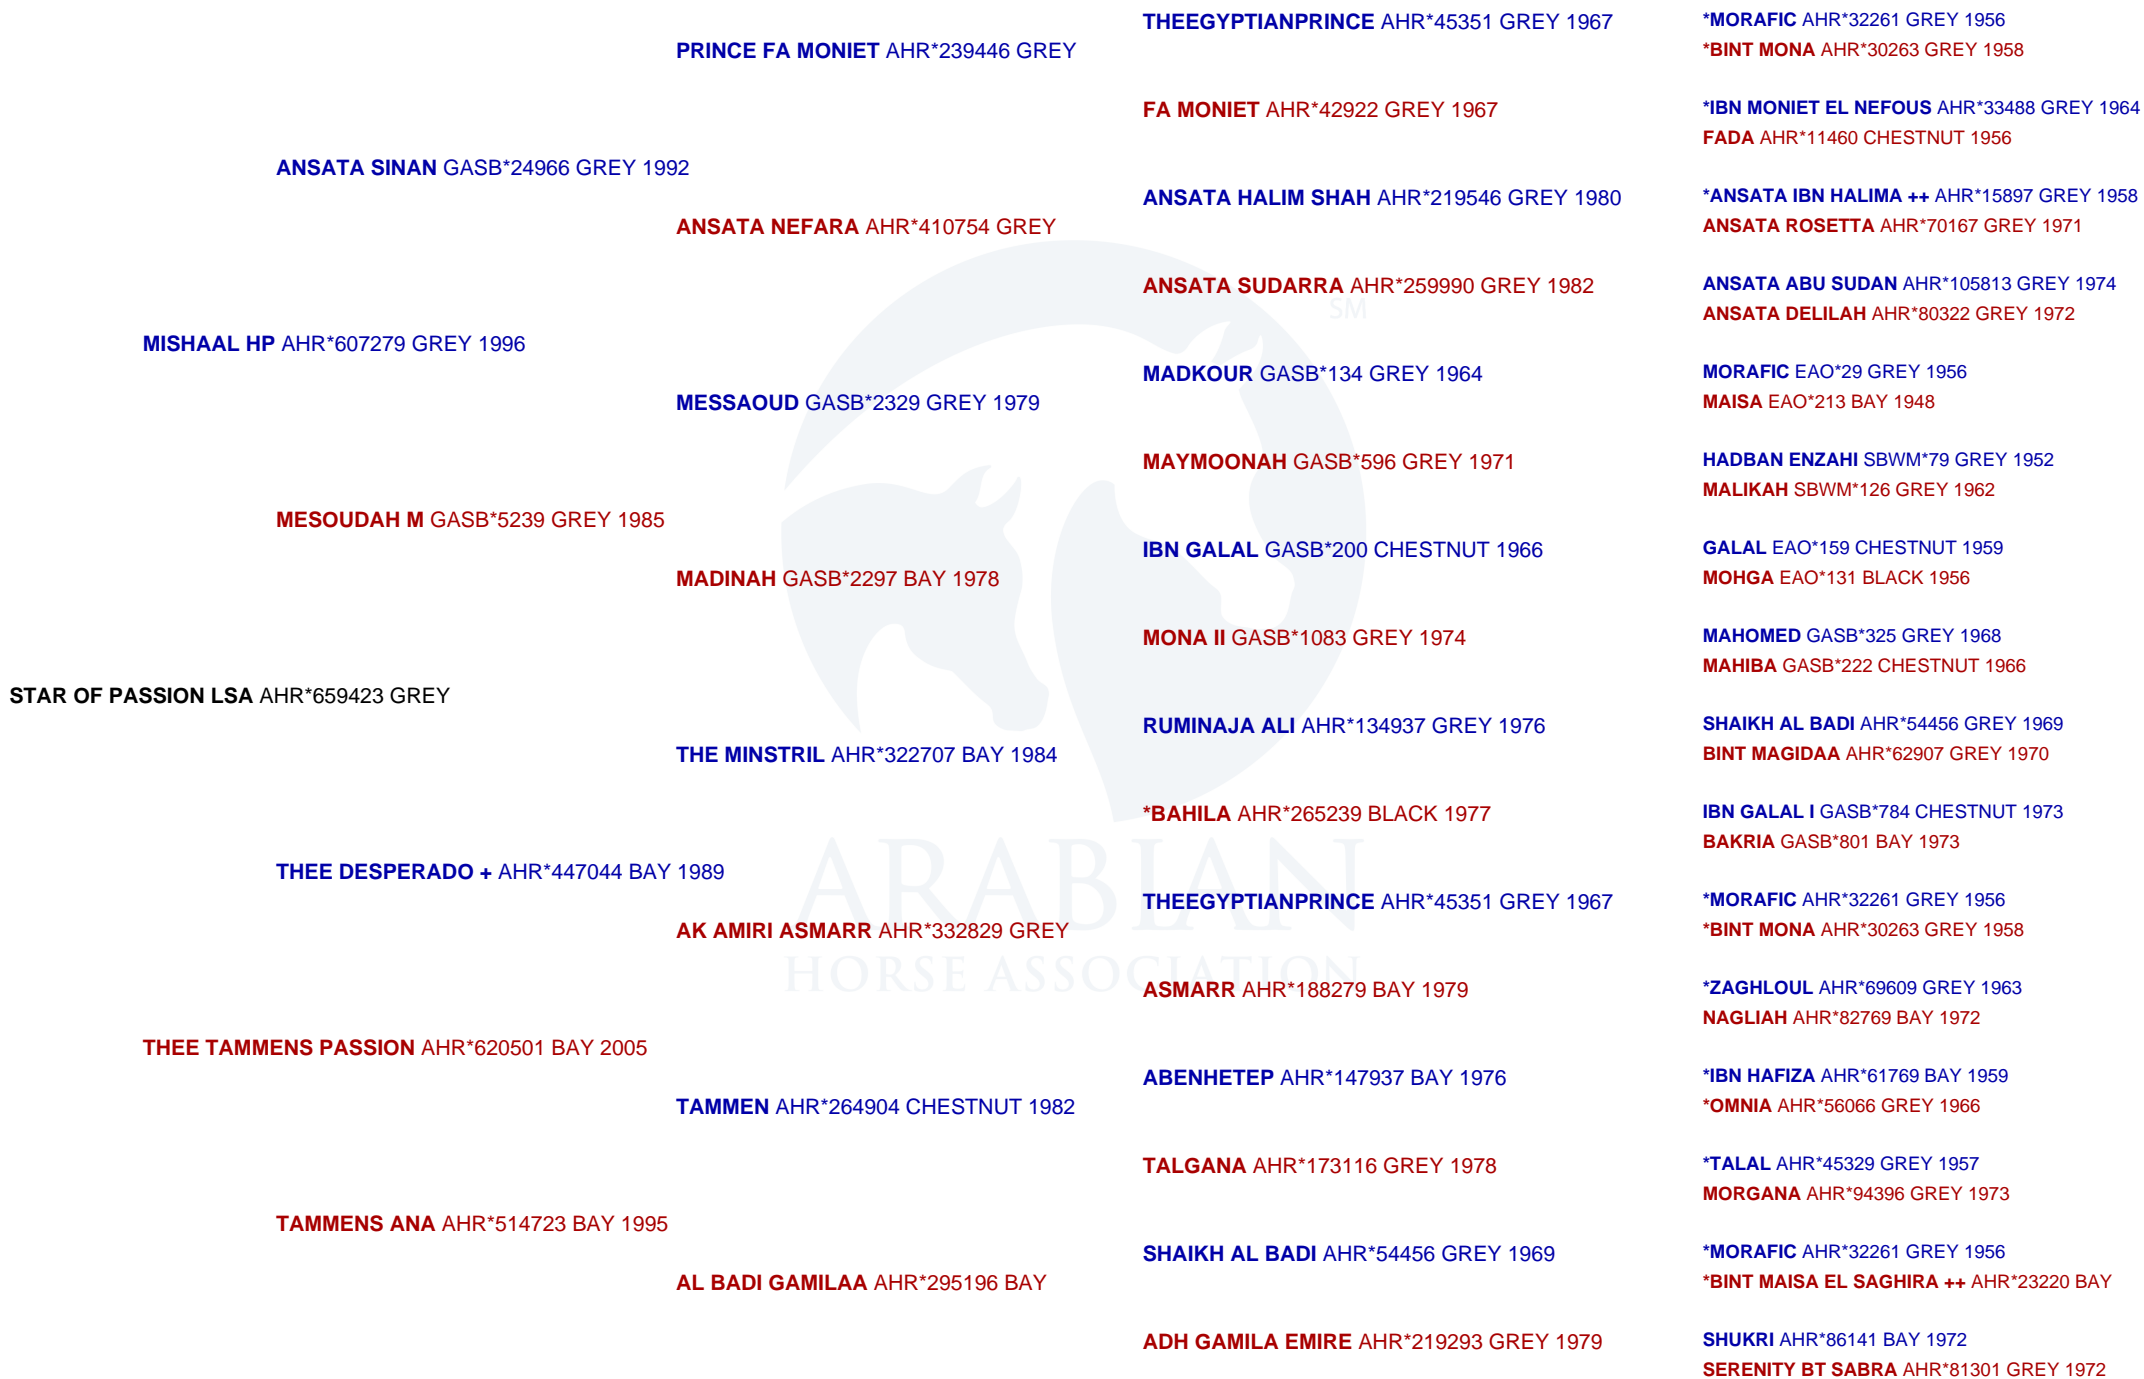 THEEGYPTIANPRINCE AHR*45351 GREY 1967
*MORAFIC AHR*32261 GREY 1956
PRINCE FA MONIET AHR*239446 GREY
*BINT MONA AHR*30263 GREY 1958
FA MONIET AHR*42922 GREY 1967
*IBN MONIET EL NEFOUS AHR*33488 GREY 1964
FADA AHR*11460 CHESTNUT 1956
ANSATA SINAN GASB*24966 GREY 1992
ANSATA HALIM SHAH AHR*219546 GREY 1980
*ANSATA IBN HALIMA ++ AHR*15897 GREY 1958
ANSATA NEFARA AHR*410754 GREY
ANSATA ROSETTA AHR*70167 GREY 1971
ANSATA SUDARRA AHR*259990 GREY 1982
ANSATA ABU SUDAN AHR*105813 GREY 1974
SM
ANSATA DELILAH AHR*80322 GREY 1972
MISHAAL HP AHR*607279 GREY 1996
MADKOUR GASB*134 GREY 1964
MORAFIC EAO*29 GREY 1956
MESSAOUD GASB*2329 GREY 1979
MAISA EAO*213 BAY 1948
MAYMOONAH GASB*596 GREY 1971
HADBAN ENZAHI SBWM*79 GREY 1952
MALIKAH SBWM*126 GREY 1962
MESOUDAH M GASB*5239 GREY 1985
IBN GALAL GASB*200 CHESTNUT 1966
GALAL EAO*159 CHESTNUT 1959
MADINAH GASB*2297 BAY 1978
MOHGA EAO*131 BLACK 1956
MONA II GASB*1083 GREY 1974
MAHOMED GASB*325 GREY 1968
MAHIBA GASB*222 CHESTNUT 1966
STAR OF PASSION LSA AHR*659423 GREY
RUMINAJA ALI AHR*134937 GREY 1976
SHAIKH AL BADI AHR*54456 GREY 1969
THE MINSTRIL AHR*322707 BAY 1984
BINT MAGIDAA AHR*62907 GREY 1970
*BAHILA AHR*265239 BLACK 1977
IBN GALAL I GASB*784 CHESTNUT 1973
BAKRIA GASB*801 BAY 1973
THEE DESPERADO + AHR*447044 BAY 1989
ARABIAN
THEEGYPTIANPRINCE AHR*45351 GREY 1967
*MORAFIC AHR*32261 GREY 1956
AK AMIRI ASMARR AHR*332829 GREY
*BINT MONA AHR*30263 GREY 1958
HORSE ASSOCIATION
ASMARR AHR*188279 BAY 1979
*ZAGHLOUL AHR*69609 GREY 1963
NAGLIAH AHR*82769 BAY 1972
THEE TAMMENS PASSION AHR*620501 BAY 2005
ABENHETEP AHR*147937 BAY 1976
*IBN HAFIZA AHR*61769 BAY 1959
TAMMEN AHR*264904 CHESTNUT 1982
*OMNIA AHR*56066 GREY 1966
TALGANA AHR*173116 GREY 1978
*TALAL AHR*45329 GREY 1957
MORGANA AHR*94396 GREY 1973
TAMMENS ANA AHR*514723 BAY 1995
SHAIKH AL BADI AHR*54456 GREY 1969
*MORAFIC AHR*32261 GREY 1956
AL BADI GAMILAA AHR*295196 BAY
*BINT MAISA EL SAGHIRA ++ AHR*23220 BAY
ADH GAMILA EMIRE AHR*219293 GREY 1979
SHUKRI AHR*86141 BAY 1972
SERENITY BT SABRA AHR*81301 GREY 1972